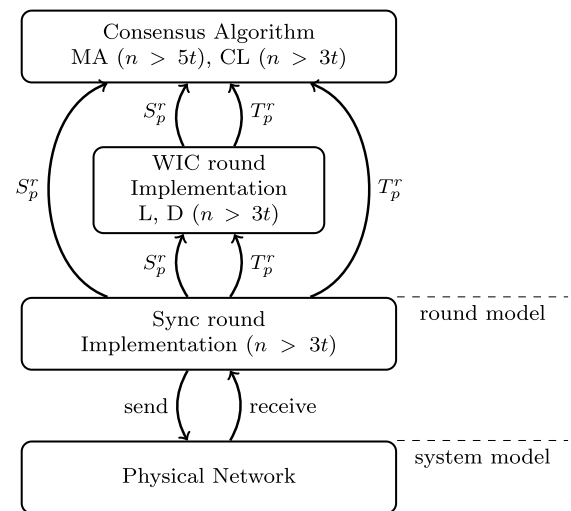 Consensus Algorithm
MA (n > 5t), CL (n > 3t)
S_p^r T_p^r
WIC round
Implementation
L, D (n > 3t)
S_p^r T_p^r
S_p^r T_p^r
Sync round
Implementation (n > 3t)
round model
send receive
Physical Network
system model